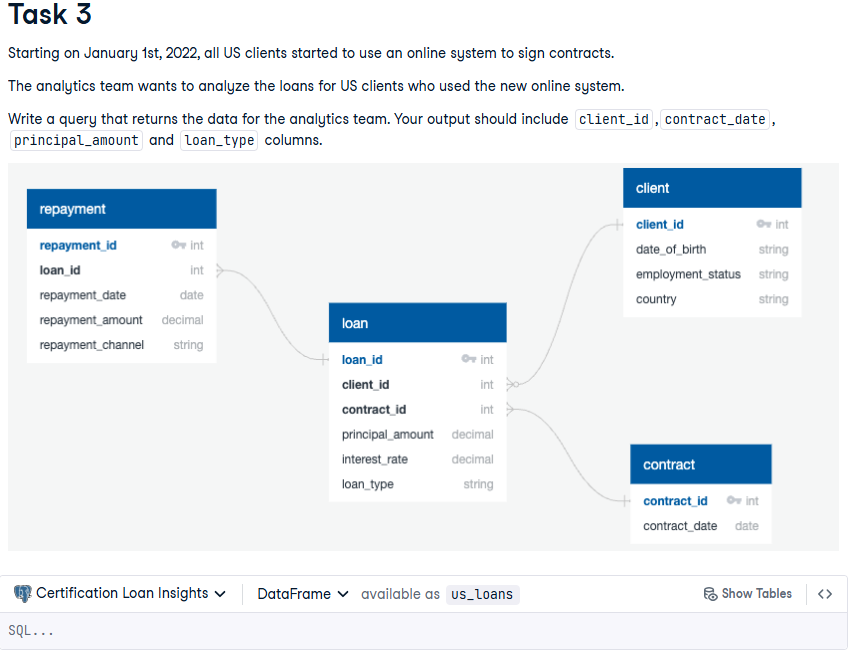 Task 3
Starting on January 1st, 2022, all US clients started to use an online system to sign contracts.
The analytics team wants to analyze the loans for US clients who used the new online system.
Write a query that returns the data for the analytics team. Your output should include client_id, contract_date,
principal_amount and loan_type columns.
repayment
repayment_id int
loan_id int
repayment_date date
repayment_amount decimal
repayment_channel string
loan
loan_id int
client_id int
contract_id int
principal_amount decimal
interest_rate decimal
loan_type string
client
client_id int
date_of_birth string
employment_status string
country string
contract
contract_id int
contract_date date
Certification Loan Insights DataFrame available as us_loans Show Tables <>
SQL...